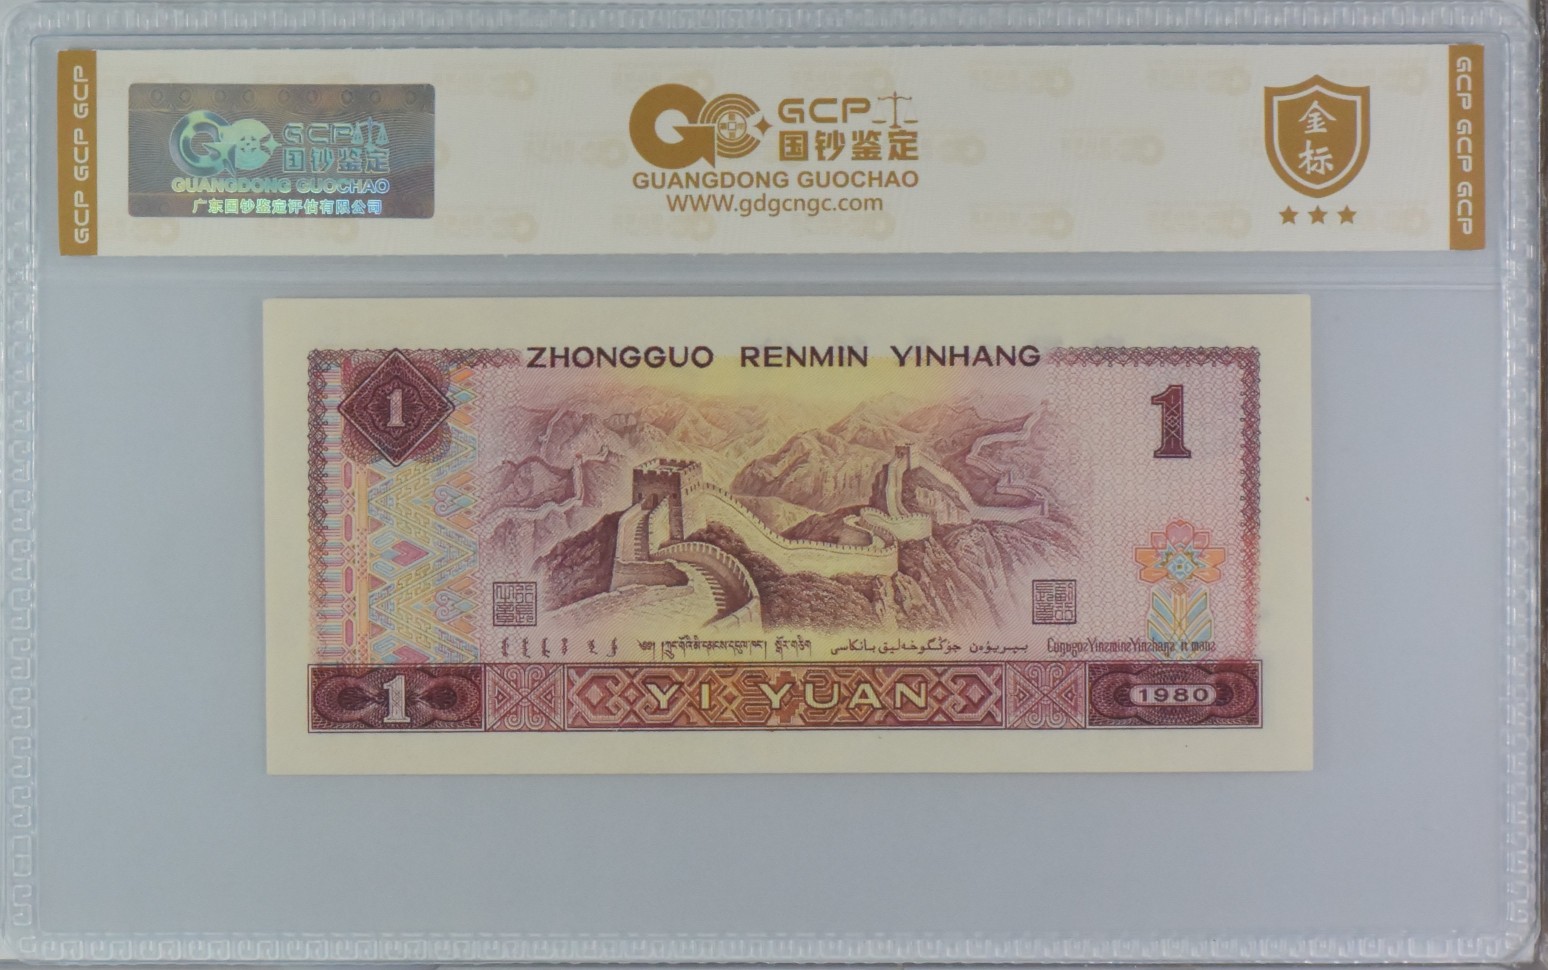 GCP GCP GCP
GCP
国钞鉴定
GUANGDONG GUOCHAO
广东国钞鉴定评估有限公司
GCP
国钞鉴定
GUANGDONG GUOCHAO
WWW.gdgcngc.com
金标
GCP GCP GCP
ZHONGGUO RENMIN YINHANG
1
1
YI YUAN
1
1980